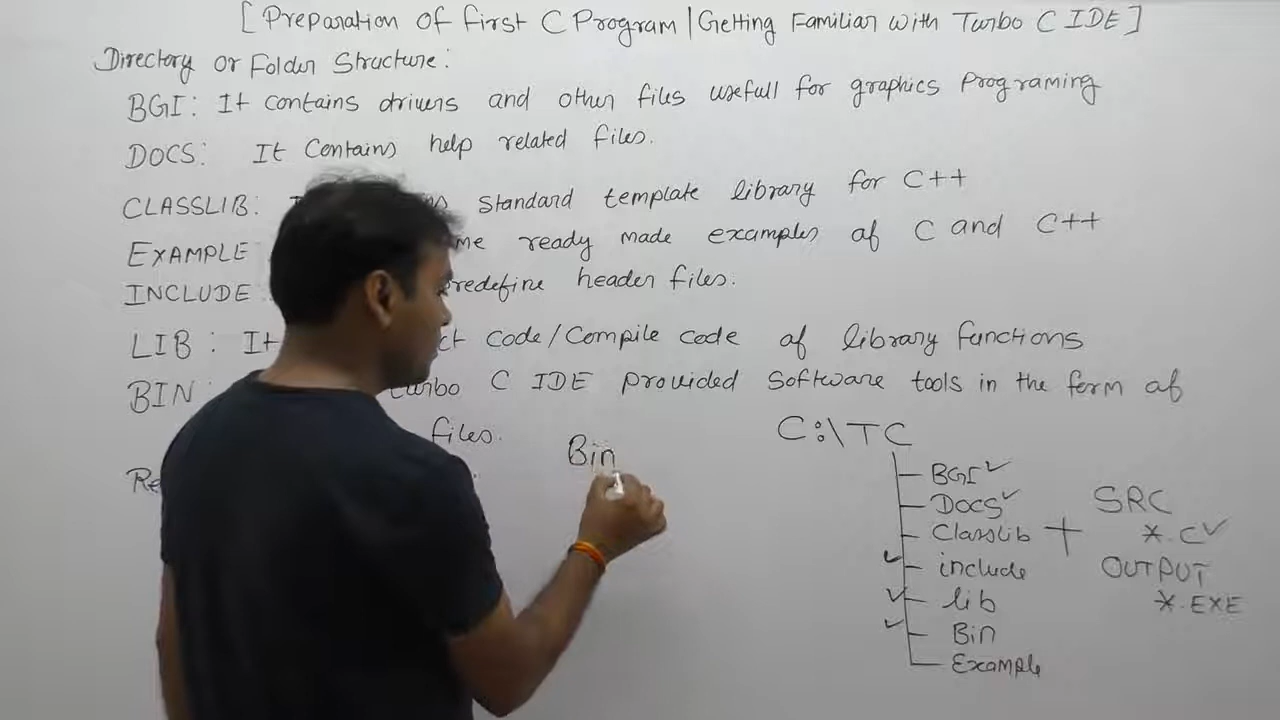 [Preparation of First C Program | Getting Familiar with Turbo C IDE]
Directory or Folder Structure:
BGI: It contains drivers and other files usefull for graphics Programing
DOCS: It Contains help related files.
CLASSLIB: standard template library for C++
EXAMPLE ready made examples of C and C++
INCLUDE predefine header files.
LIB: It code/Compile code of library functions
BIN: Turbo C IDE provided Software tools in the form of
files.
Bin
C:\TC
BGI ✓
DOCS ✓
Classlib +
✓ include
✓ lib
✓ Bin
Example
SRC
*.C ✓
OUTPUT
*.EXE